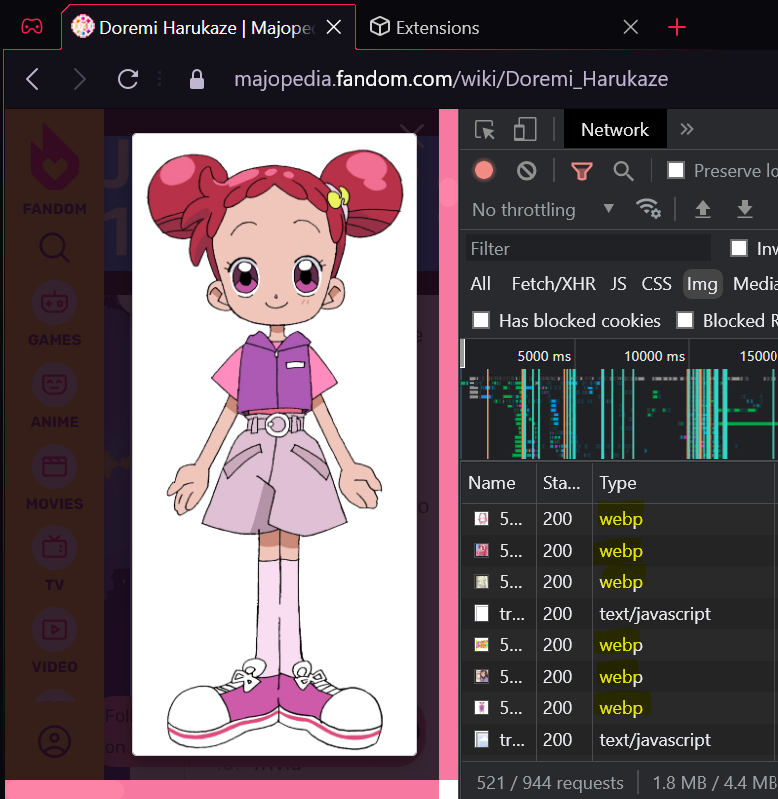 Doremi Harukaze | Majoped
Extensions
majopedia.fandom.com/wiki/Doremi_Harukaze
FANDOM
GAMES
ANIME
MOVIES
TV
VIDEO
Network
Preserve lo
No throttling
Filter
Inv
All Fetch/XHR JS CSS Img Media
Has blocked cookies Blocked R
5000 ms 10000 ms 15000
Name Sta... Type
5... 200 webp
5... 200 webp
5... 200 webp
tr... 200 text/javascript
5... 200 webp
5... 200 webp
5... 200 webp
tr... 200 text/javascript
521 / 944 requests 1.8 MB / 4.4 MB